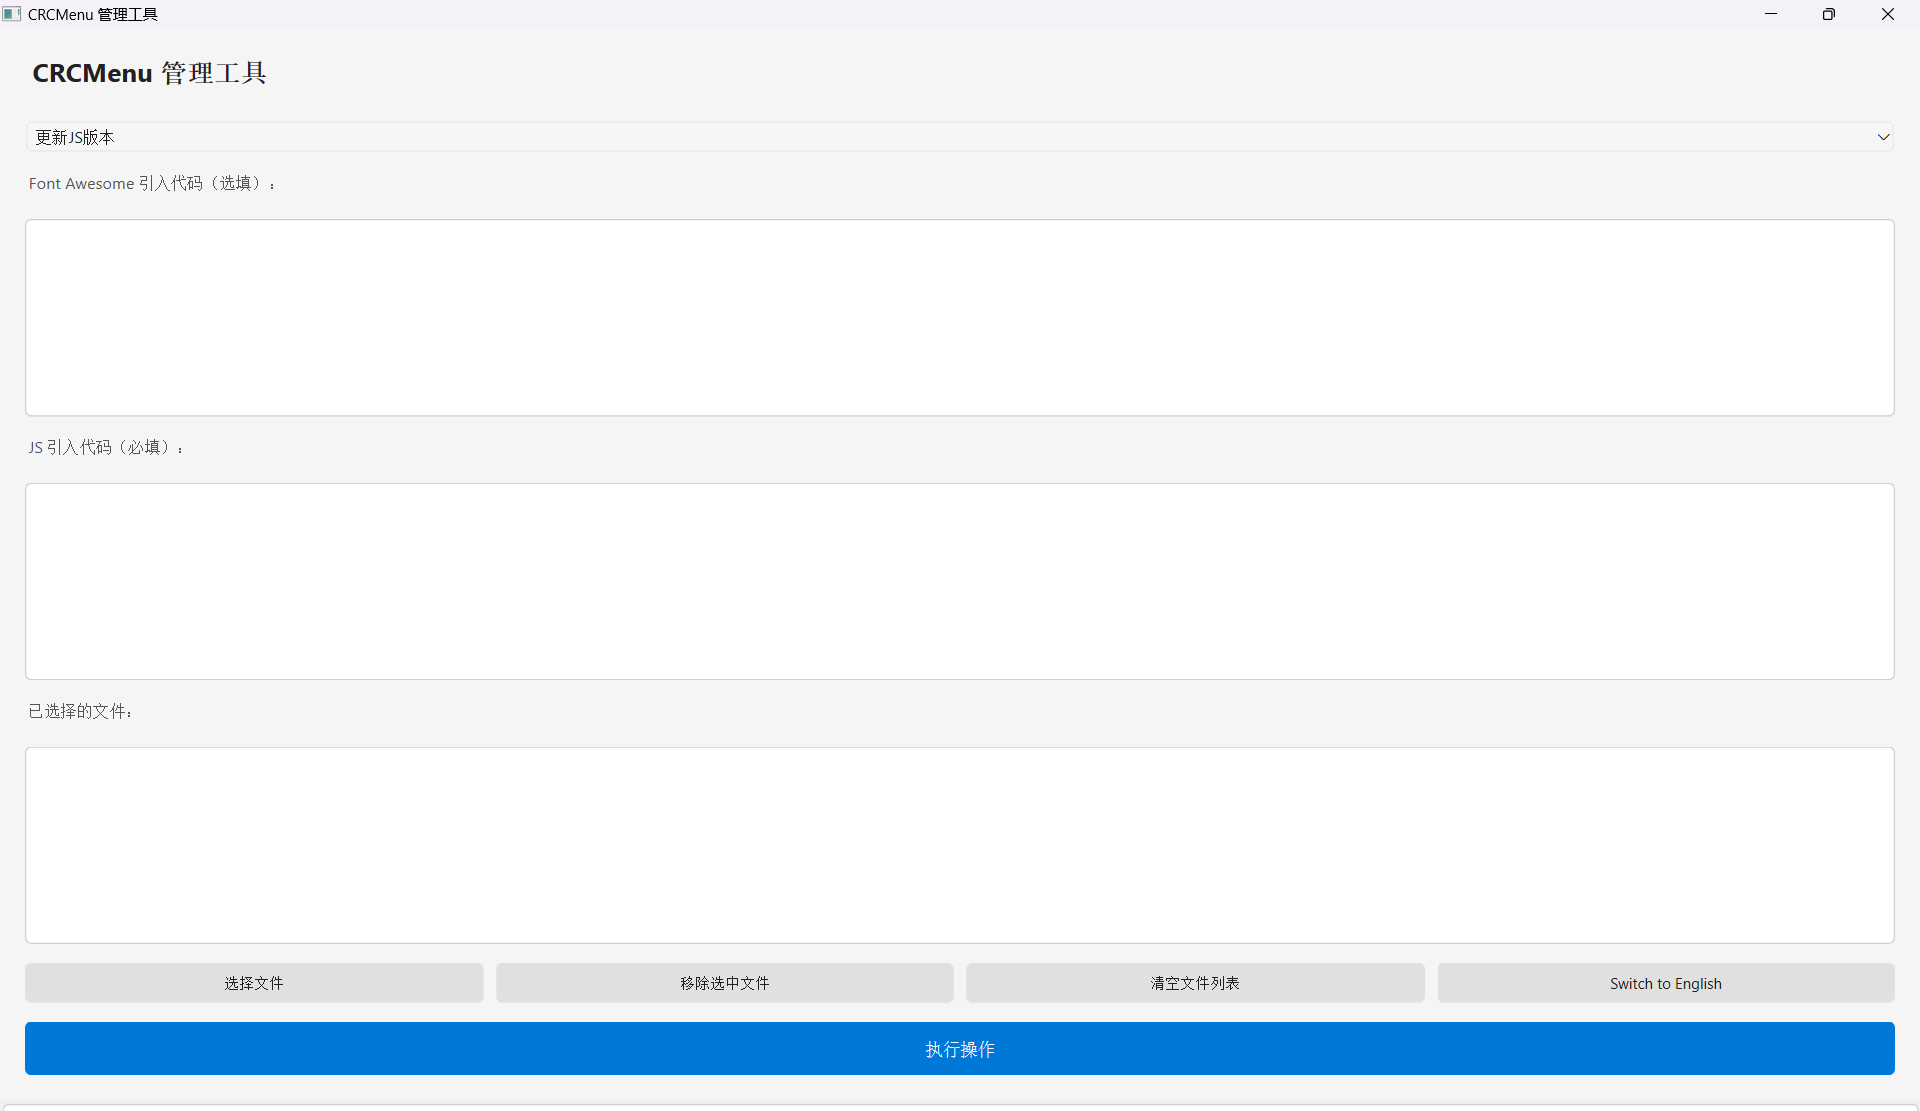 CRCMenu 管理工具
CRCMenu 管理工具
更新JS版本
Font Awesome 引入代码（选填）：
JS 引入代码（必填）：
已选择的文件：
选择文件
移除选中文件
清空文件列表
Switch to English
执行操作